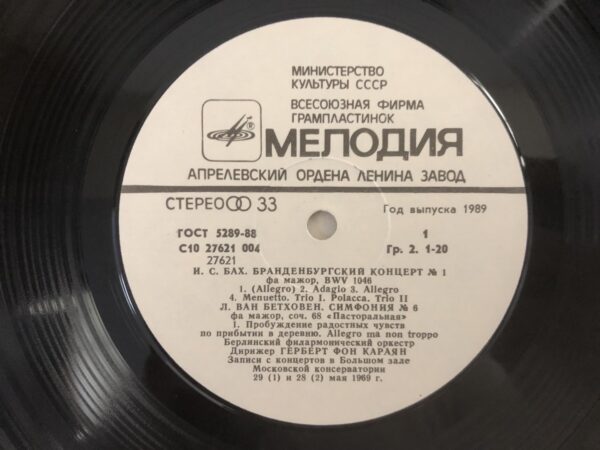 МИНИСТЕРСТВО
КУЛЬТУРЫ СССР
ВСЕСОЮЗНАЯ ФИРМА
ГРАМПЛАСТИНОК
МЕЛОДИЯ
АПРЕЛЕВСКИЙ ОРДЕНА ЛЕНИНА ЗАВОД
СТЕРЕО 33
Год выпуска 1989
ГОСТ 5289-88
1
С10 27621 004
Гр. 2. 1-20
27621
И. С. БАХ. БРАНДЕНБУРГСКИЙ КОНЦЕРТ № 1
фа мажор, BWV 1046
1. (Allegro) 2. Adagio 3. Allegro
4. Menuetto. Trio I. Polacca. Trio II
Л. ВАН БЕТХОВЕН. СИМФОНИЯ № 6
фа мажор, соч. 68 «Пасторальная»
1. Пробуждение радостных чувств
по прибытии в деревню. Allegro ma non troppo
Берлинский филармонический оркестр
Дирижер ГЕРБЕРТ ФОН КАРАЯН
Записи с концертов в Большом зале
Московской консерватории
29 (1) и 28 (2) мая 1969 г.